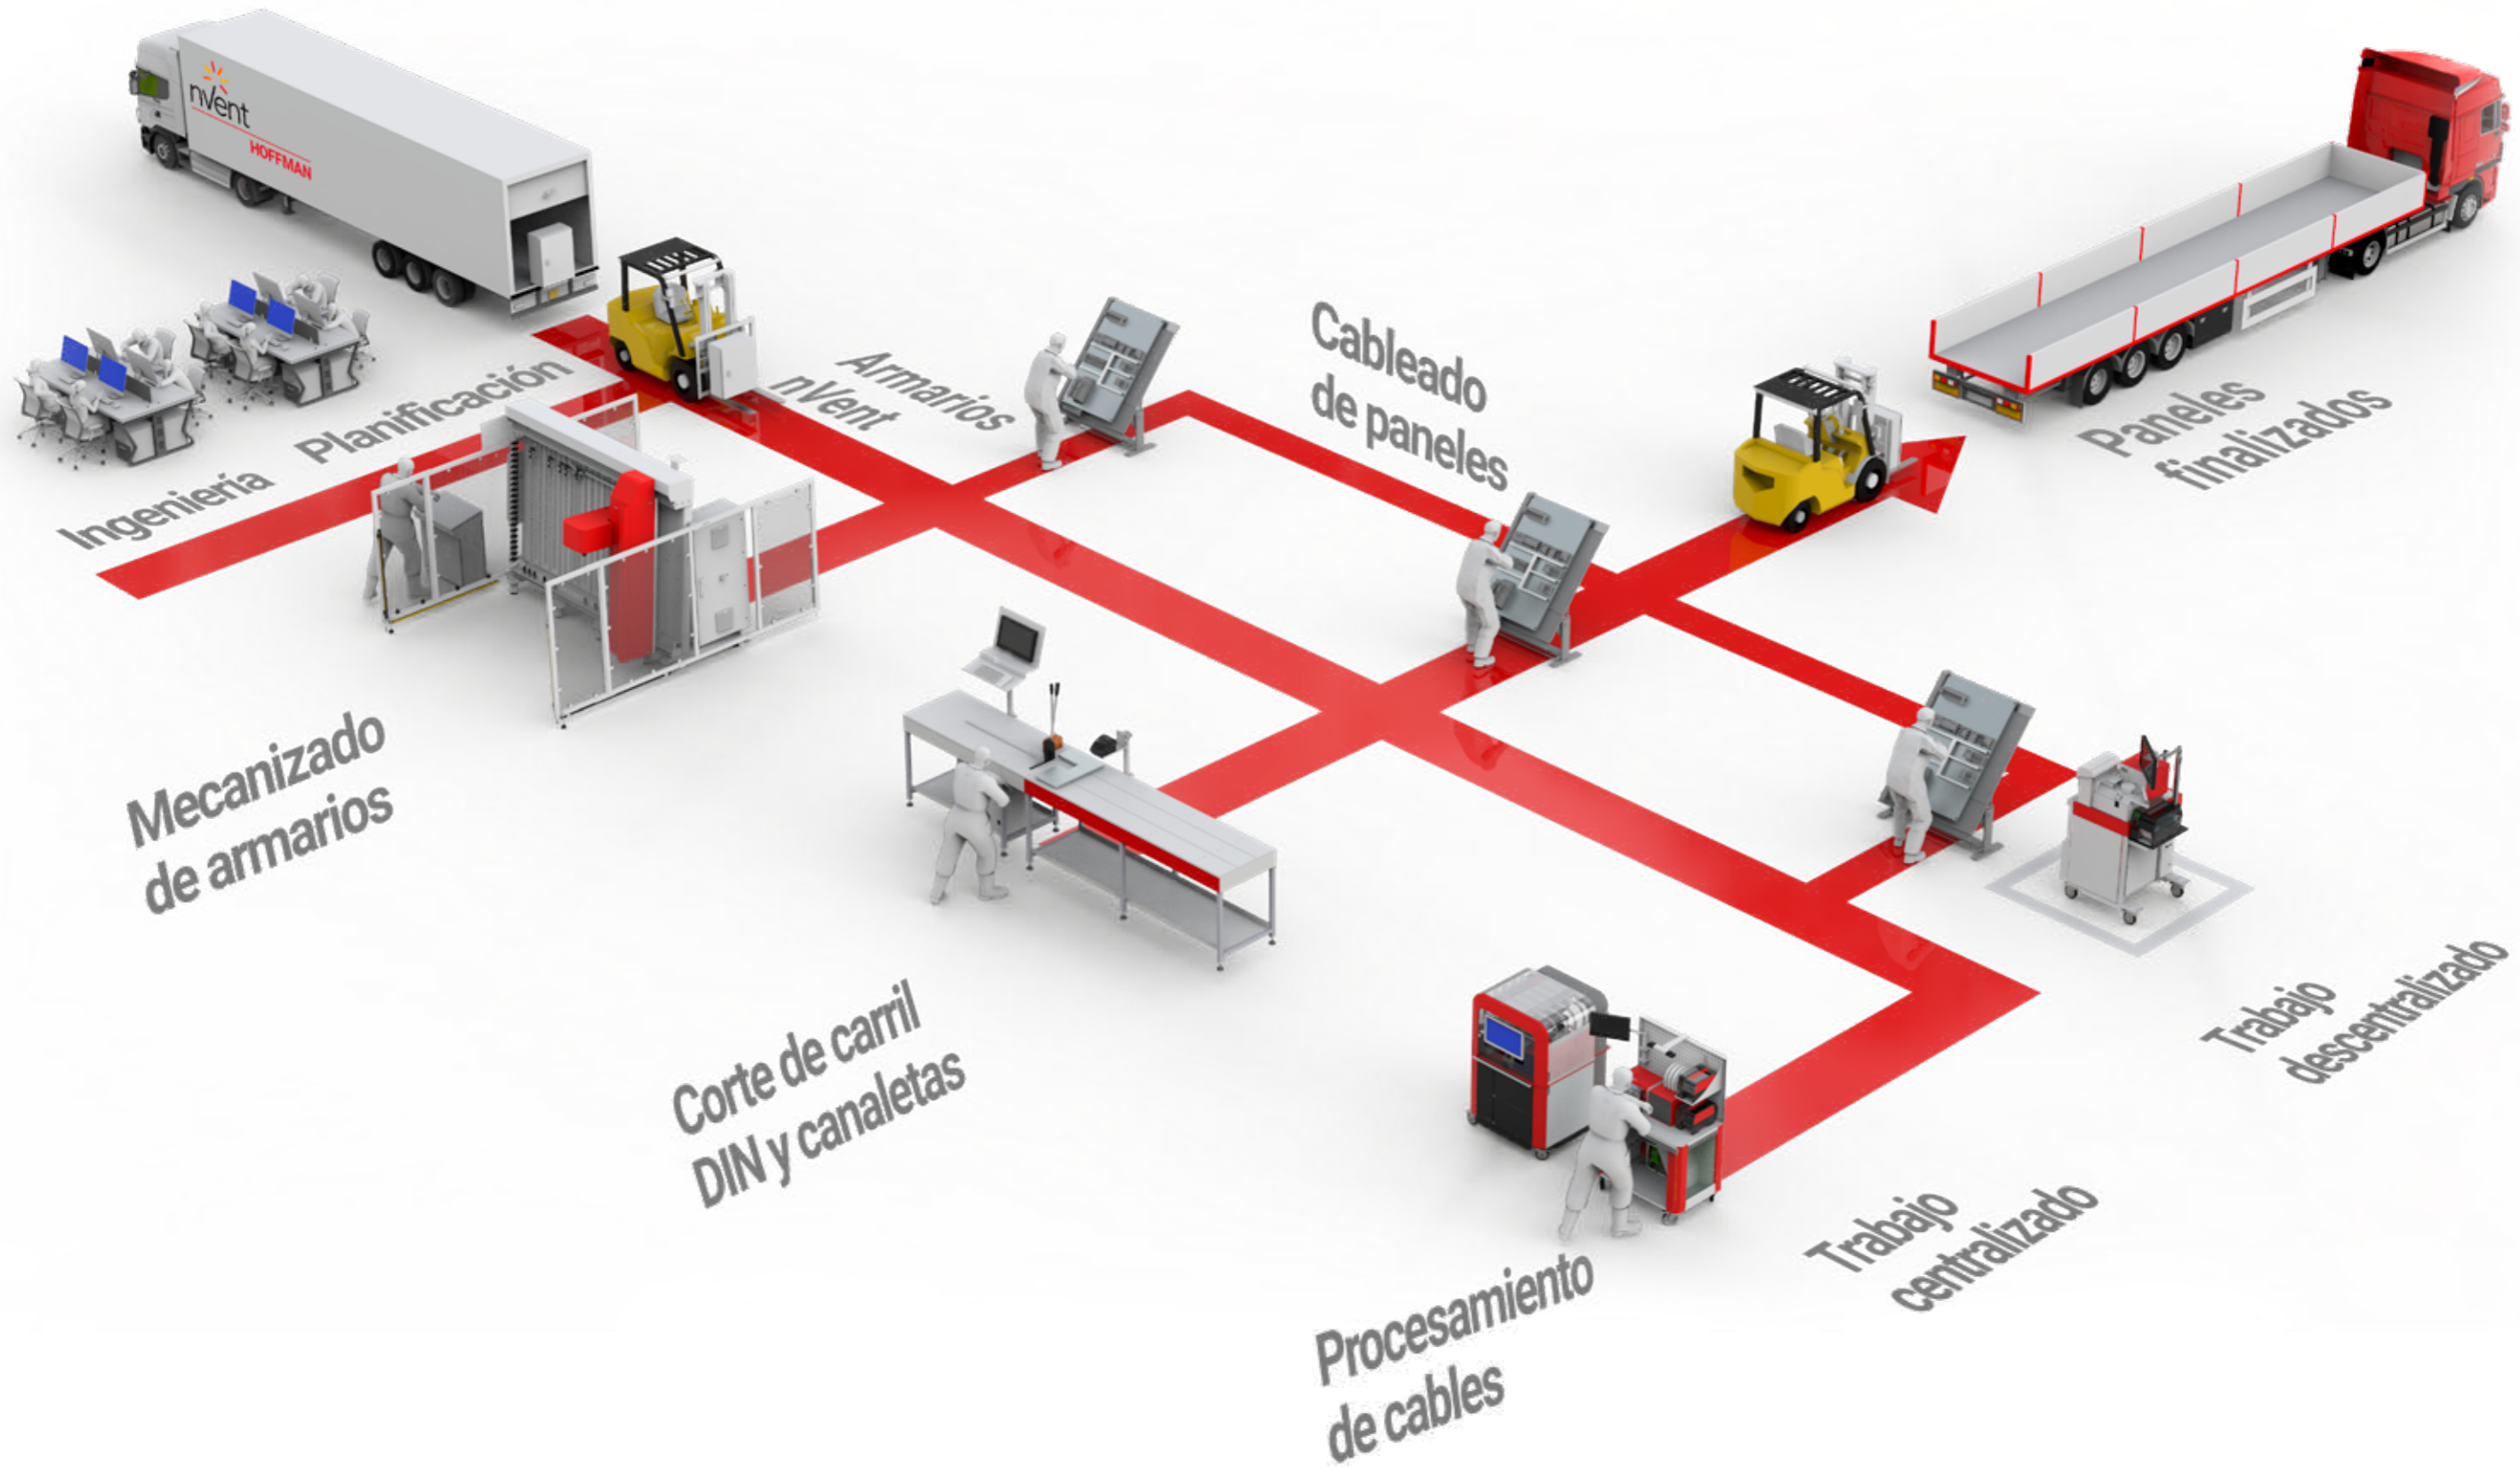 nVent
HOFFMAN
Ingeniería
Planificación
Armarios
nVent
Cableado
de paneles
Paneles
finalizados
Mecanizado
de armarios
Corte de carril
DIN y canaletas
Procesamiento
de cables
Trabajo
centralizado
Trabajo
descentralizado